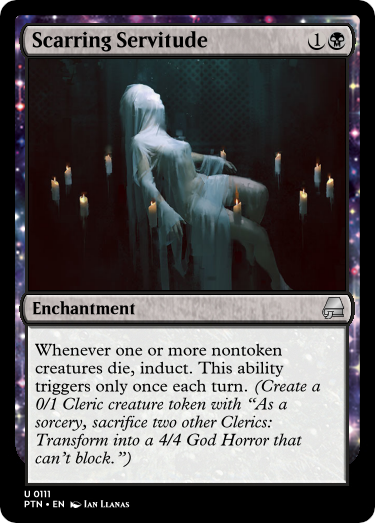 Scarring Servitude 1
Enchantment
Whenever one or more nontoken
creatures die, induct. This ability
triggers only once each turn. (Create a
0/1 Cleric creature token with “As a
sorcery, sacrifice two other Clerics:
Transform into a 4/4 God Horror that
can’t block.”)
U 0111
PTN • EN Ian Llanas